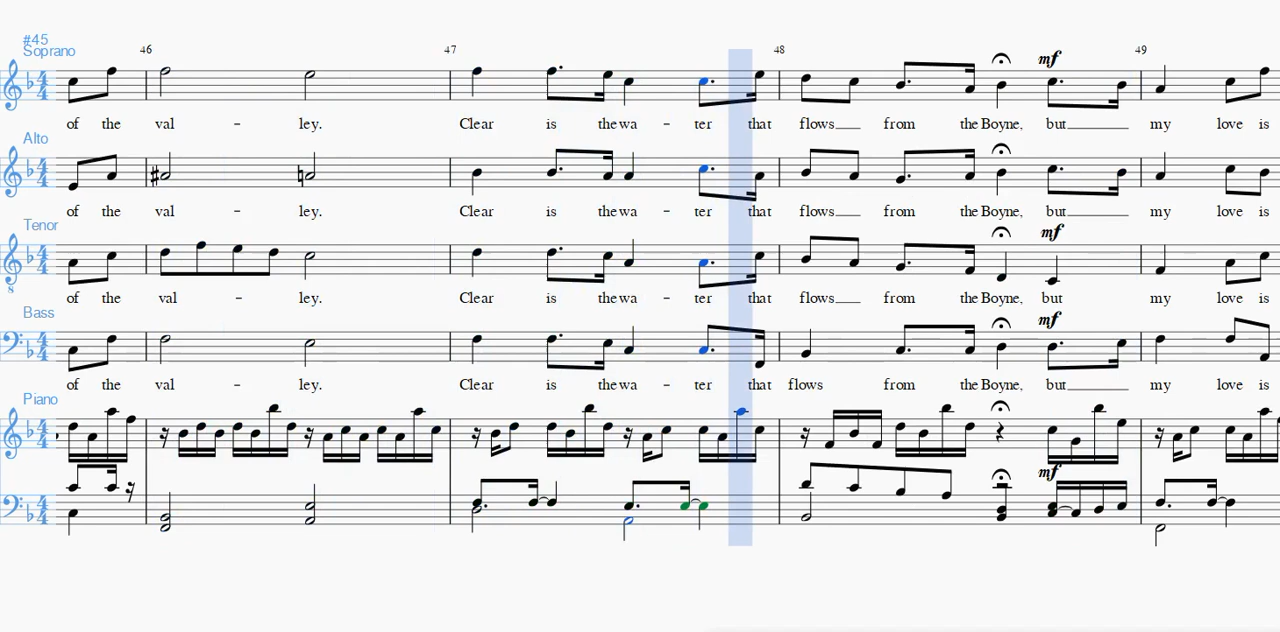 #45
46 47 48 49
Soprano
mf
of the val - ley. Clear is the wa - ter that flows from the Boyne, but my love is
Alto
of the val - ley. Clear is the wa - ter that flows from the Boyne, but my love is
Tenor
mf
8
of the val - ley. Clear is the wa - ter that flows from the Boyne, but my love is
Bass
mf
of the val - ley. Clear is the wa - ter that flows from the Boyne, but my love is
Piano
mf